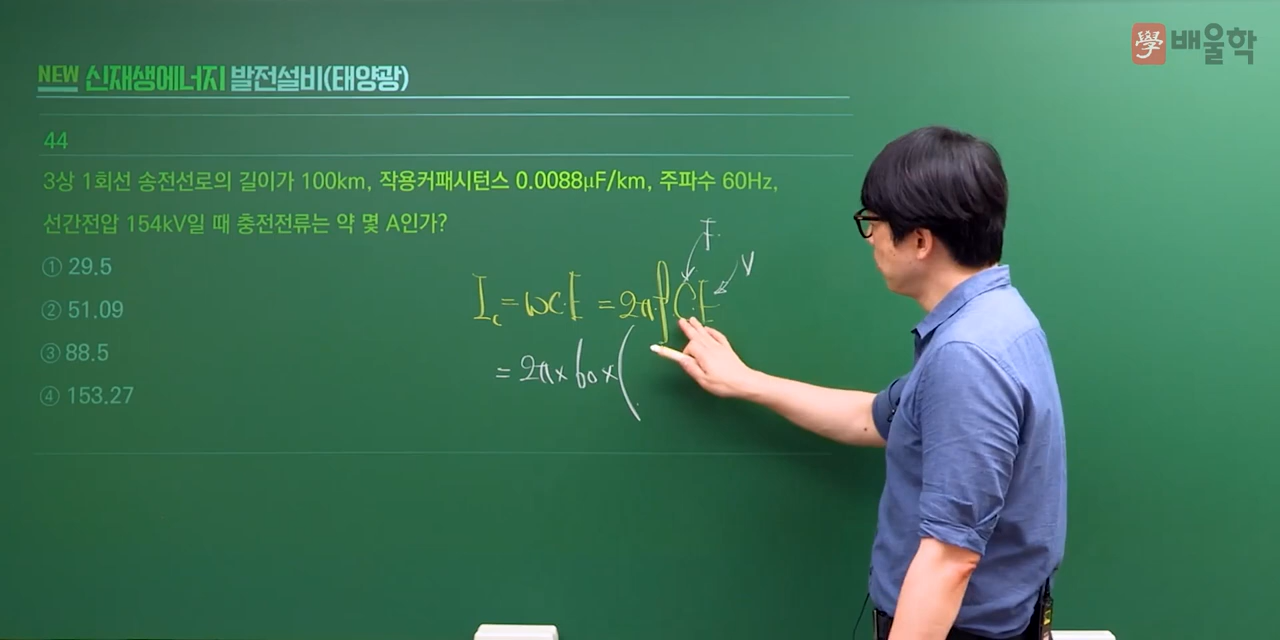 學 배울학
NEW 신재생에너지 발전설비(태양광)
44
3상 1회선 송전선로의 길이가 100km, 작용커패시턴스 0.0088μF/km, 주파수 60Hz,
선간전압 154kV일 때 충전전류는 약 몇 A인가?
① 29.5
② 51.09
③ 88.5
④ 153.27
F.
V
I_c = ωCE = 2πfCE
= 2π × 60 × (